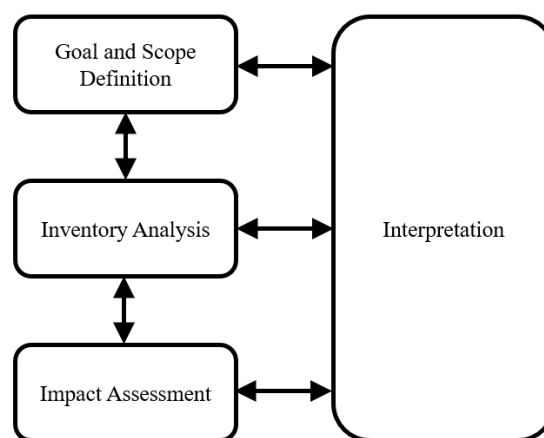 Goal and Scope
Definition
Inventory Analysis
Interpretation
Impact Assessment